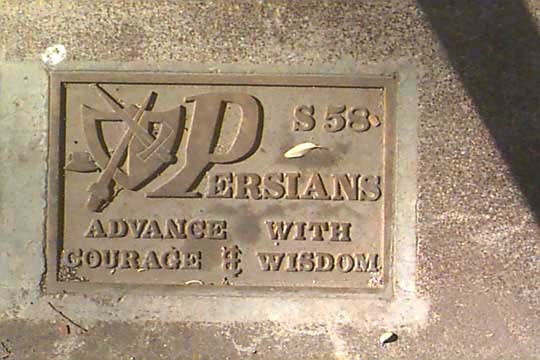 S 58
PERSIANS
ADVANCE WITH
COURAGE & WISDOM